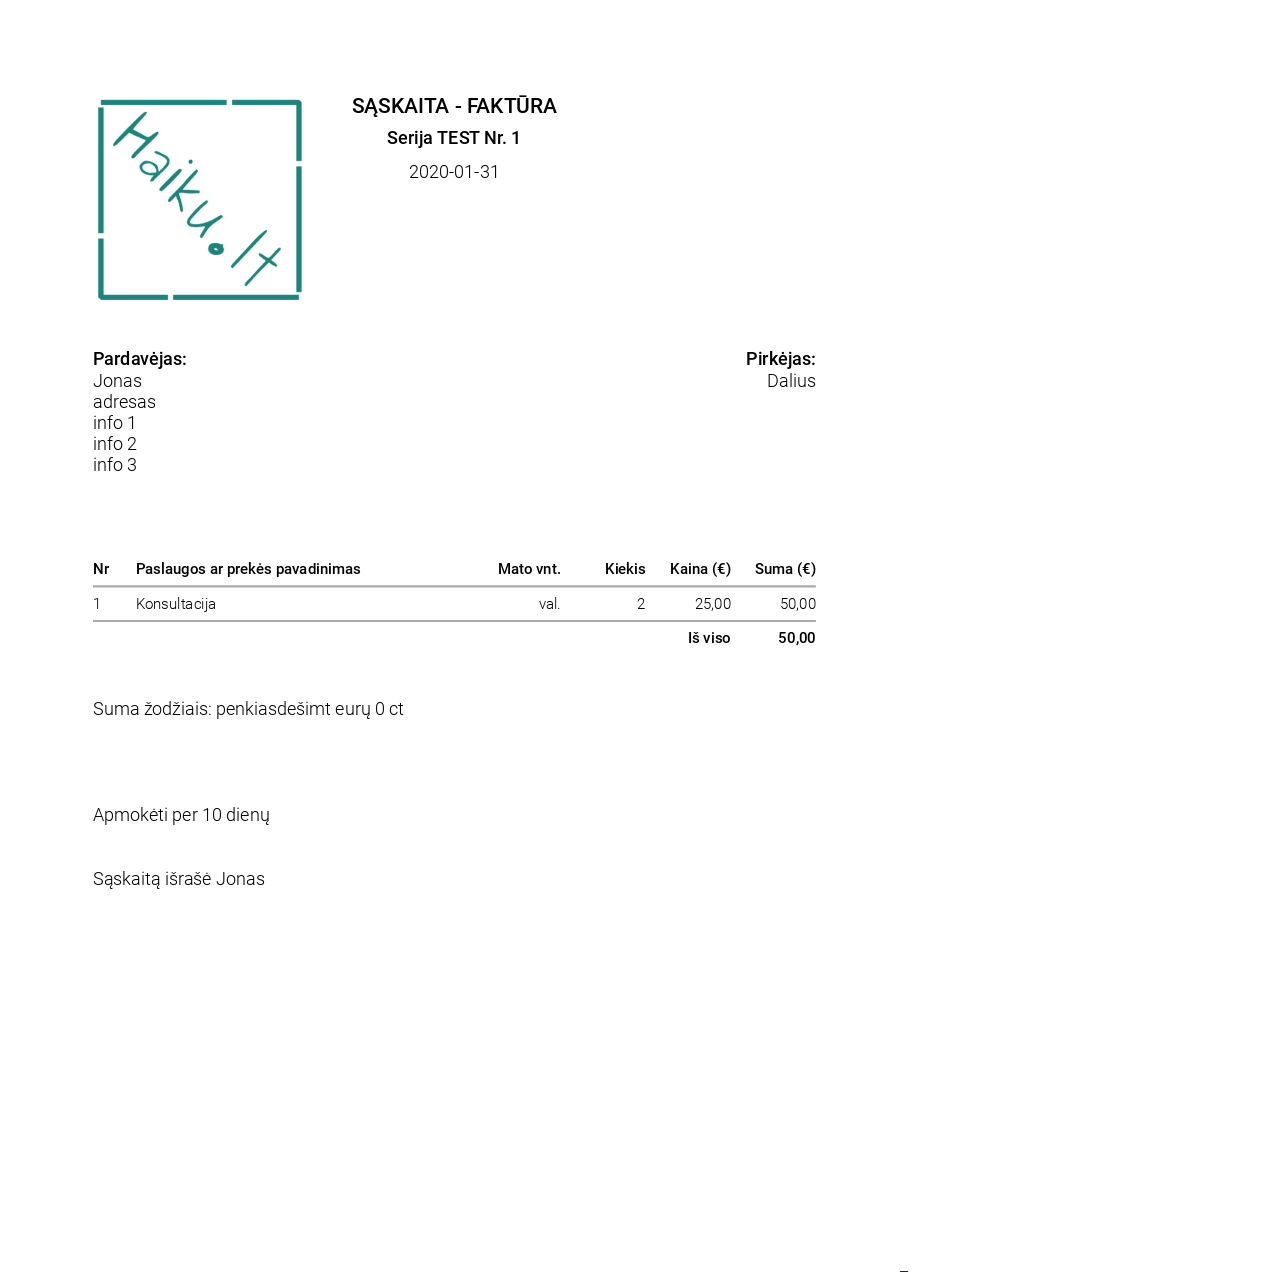 Haiku.lt
SĄSKAITA - FAKTŪRA
Serija TEST Nr. 1
2020-01-31
Pardavėjas:
Jonas
adresas
info 1
info 2
info 3
Pirkėjas:
Dalius
Nr Paslaugos ar prekės pavadinimas Mato vnt. Kiekis Kaina (€) Suma (€)
1 Konsultacija val. 2 25,00 50,00
Iš viso 50,00
Suma žodžiais: penkiasdešimt eurų 0 ct
Apmokėti per 10 dienų
Sąskaitą išrašė Jonas